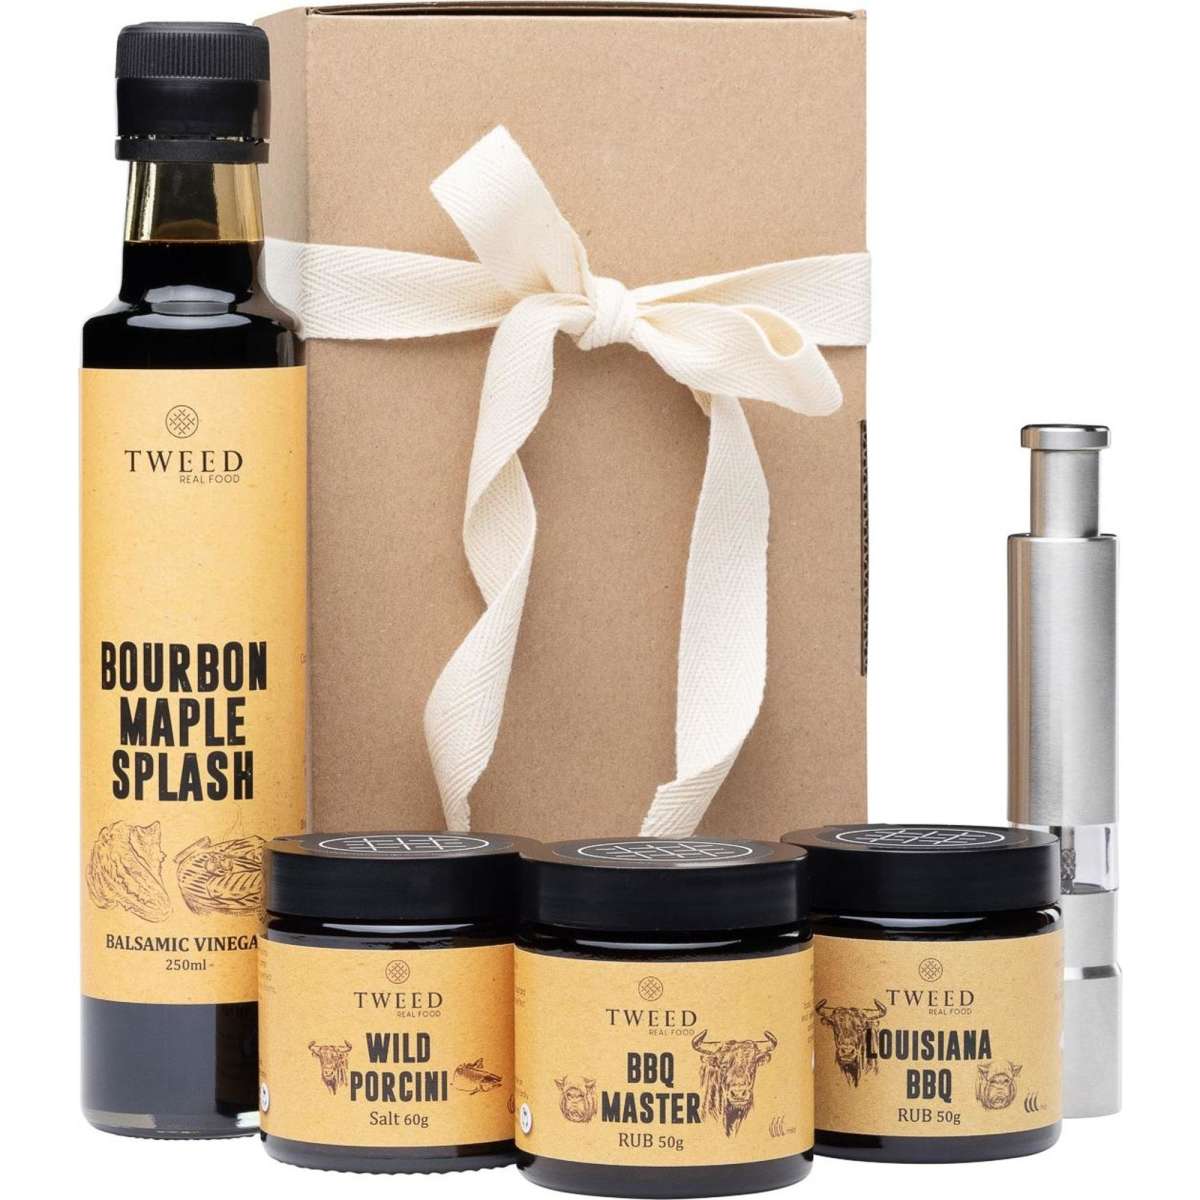 TWEED
REAL FOOD
BOURBON
MAPLE
SPLASH
BALSAMIC VINEGA
250ml
TWEED
REAL FOOD
WILD
PORCINI
Salt 60g
TWEED
REAL FOOD
BBQ
MASTER
RUB 50g
TWEED
REAL FOOD
LOUISIANA
BBQ
RUB 50g